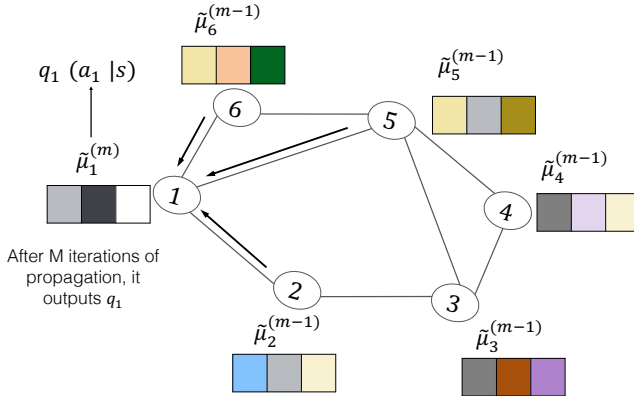 μ̃₆⁽ᵐ⁻¹⁾
q₁ (a₁ |s)
μ̃₅⁽ᵐ⁻¹⁾
6
5
μ̃₁⁽ᵐ⁾
μ̃₄⁽ᵐ⁻¹⁾
1
4
After M iterations of
propagation, it
outputs q₁
2
3
μ̃₂⁽ᵐ⁻¹⁾
μ̃₃⁽ᵐ⁻¹⁾